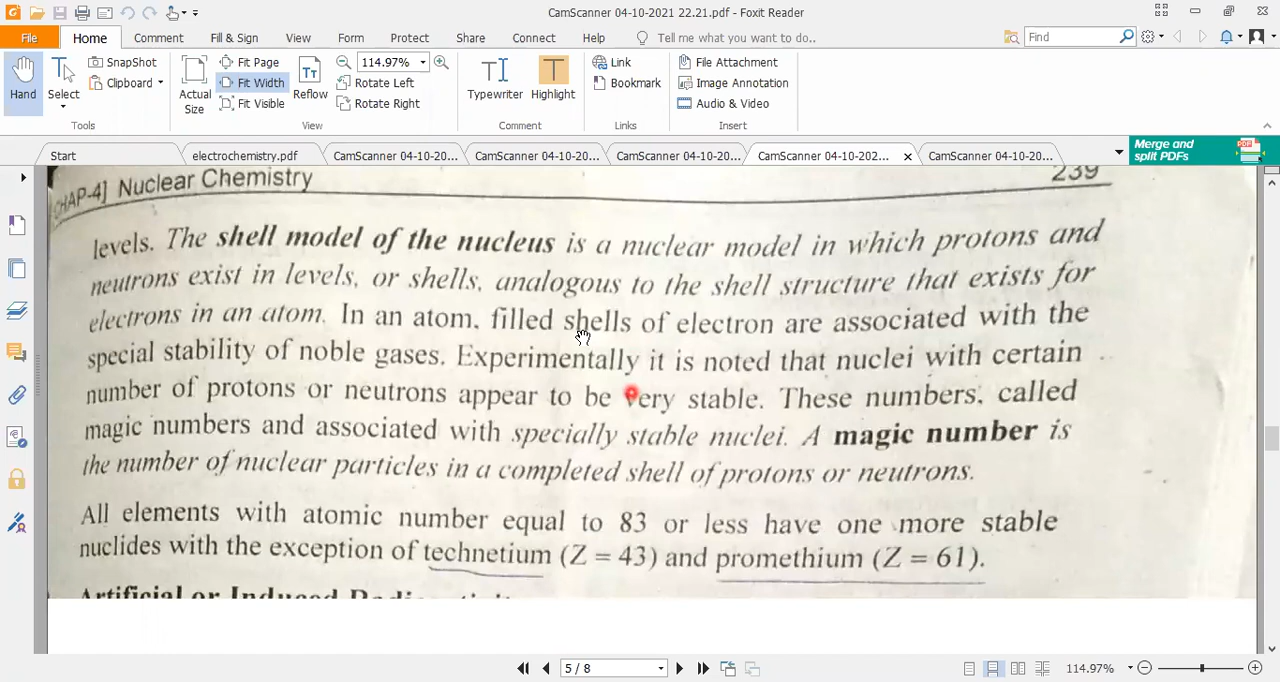 CamScanner 04-10-2021 22.21.pdf - Foxit Reader
File Home Comment Fill & Sign View Form Protect Share Connect Help Tell me what you want to do.. Find
SnapShot Fit Page 114.97% Link File Attachment
Hand Select Clipboard Actual Size Fit Width Reflow Rotate Left Typewriter Highlight Bookmark Image Annotation
Fit Visible Rotate Right Audio & Video
Tools View Comment Links Insert
Start electrochemistry.pdf CamScanner 04-10-20... CamScanner 04-10-20... CamScanner 04-10-20... CamScanner 04-10-202... CamScanner 04-10-20... Merge and split PDFs
CHAP-4] Nuclear Chemistry 239
levels. The shell model of the nucleus is a nuclear model in which protons and
neutrons exist in levels, or shells, analogous to the shell structure that exists for
electrons in an atom. In an atom, filled shells of electron are associated with the
special stability of noble gases. Experimentally it is noted that nuclei with certain
number of protons or neutrons appear to be very stable. These numbers, called
magic numbers and associated with specially stable nuclei. A magic number is
the number of nuclear particles in a completed shell of protons or neutrons.
All elements with atomic number equal to 83 or less have one more stable
nuclides with the exception of technetium (Z = 43) and promethium (Z = 61).
Artificial or Induced Radioactivity
5 / 8 114.97%